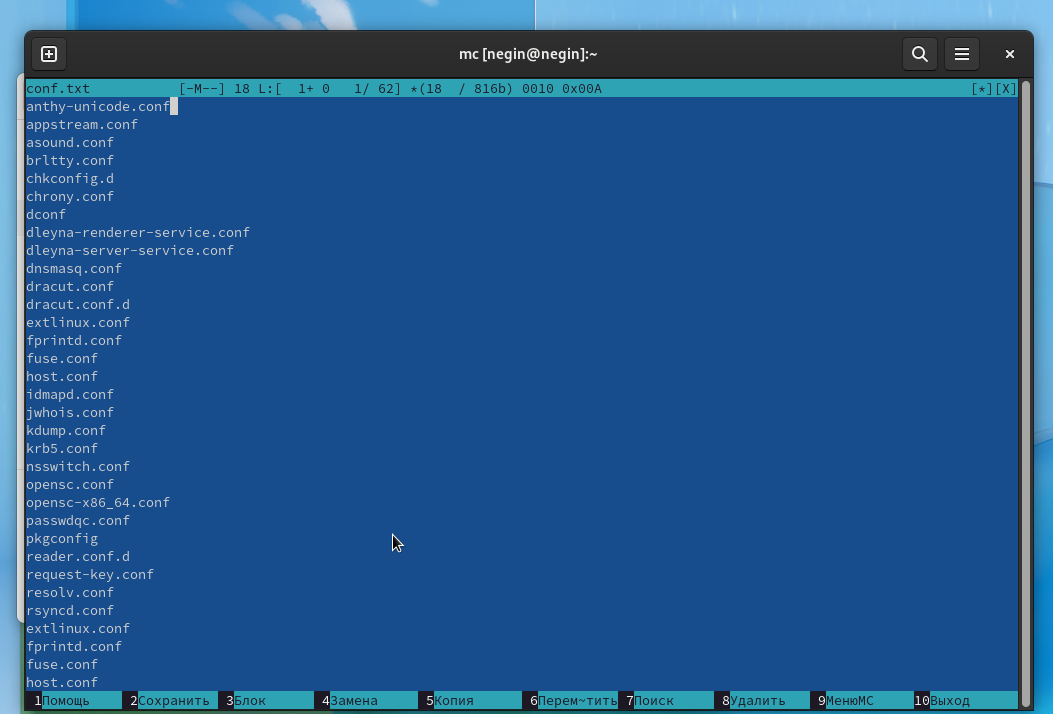 mc [negin@negin]:~
conf.txt [-M--] 18 L:[ 1+ 0 1/ 62] *(18 / 816b) 0010 0x00A [*][X]
anthy-unicode.conf
appstream.conf
asound.conf
brltty.conf
chkconfig.d
chrony.conf
dconf
dleyna-renderer-service.conf
dleyna-server-service.conf
dnsmasq.conf
dracut.conf
dracut.conf.d
extlinux.conf
fprintd.conf
fuse.conf
host.conf
idmapd.conf
jwhois.conf
kdump.conf
krb5.conf
nsswitch.conf
opensc.conf
opensc-x86_64.conf
passwdqc.conf
pkgconfig
reader.conf.d
request-key.conf
resolv.conf
rsyncd.conf
extlinux.conf
fprintd.conf
fuse.conf
host.conf
1Помощь 2Сохранить 3Блок 4Замена 5Копия 6Перем~тить 7Поиск 8Удалить 9МенюМС 10Выход